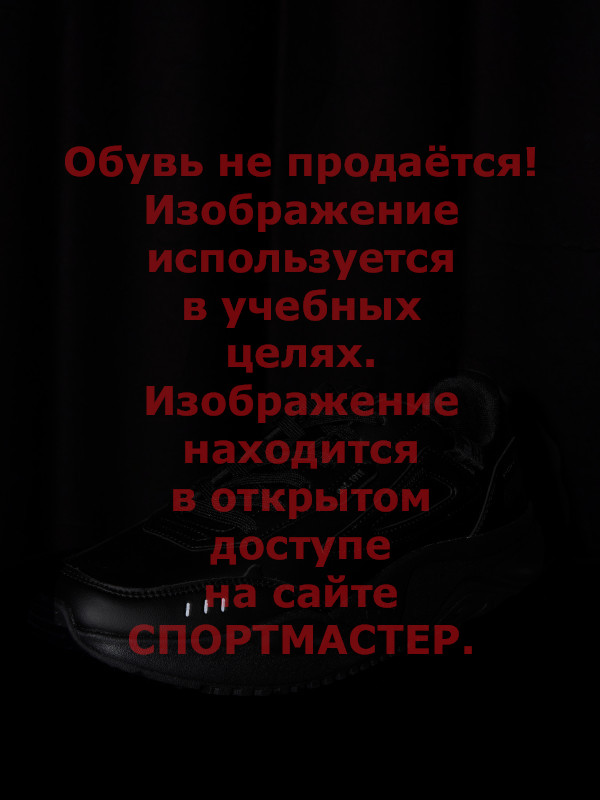 Обувь не продаётся!
Изображение
используется
в учебных
целях.
Изображение
находится
в открытом
доступе
на сайте
СПОРТМАСТЕР.